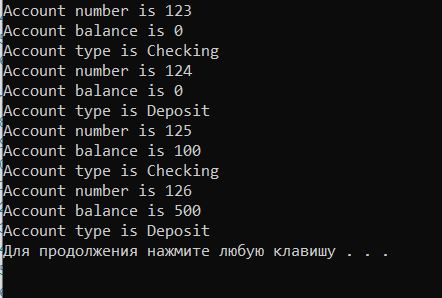 Account number is 123
Account balance is 0
Account type is Checking
Account number is 124
Account balance is 0
Account type is Deposit
Account number is 125
Account balance is 100
Account type is Checking
Account number is 126
Account balance is 500
Account type is Deposit
Для продолжения нажмите любую клавишу . . .